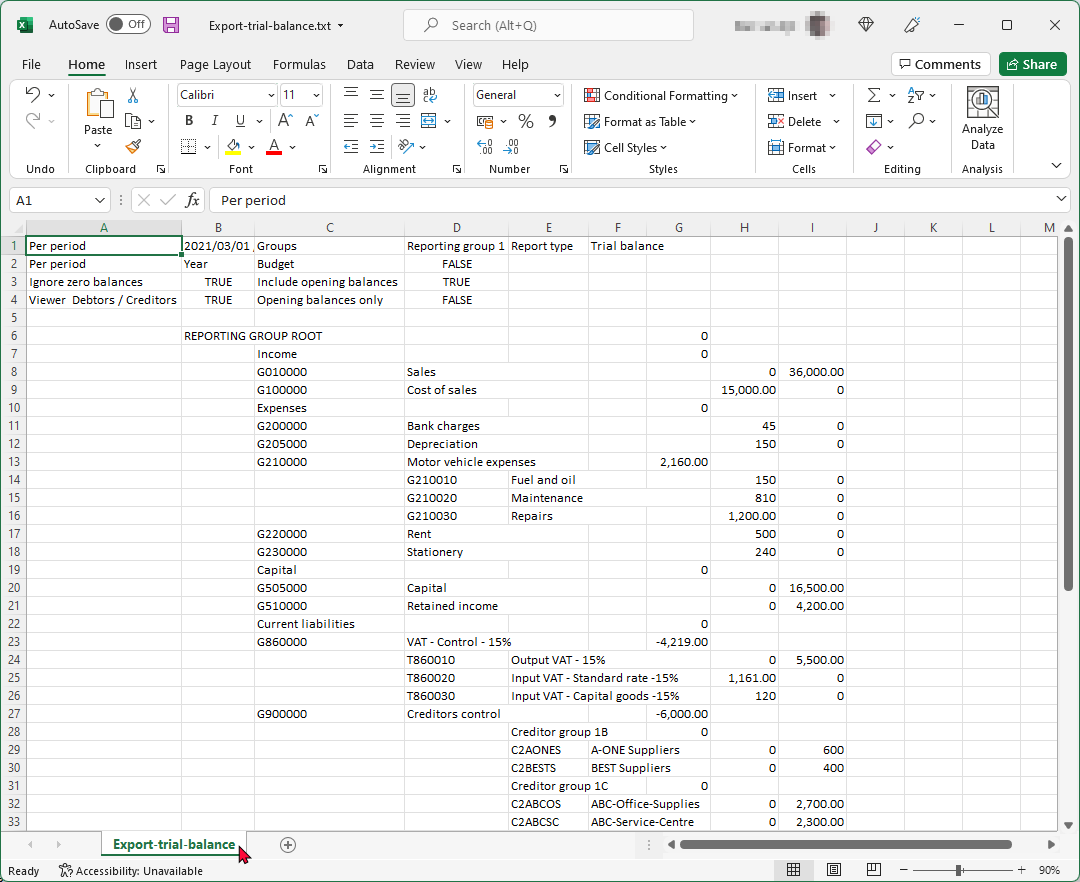 AutoSave Off Export-trial-balance.txt Search (Alt+Q)
File Home Insert Page Layout Formulas Data Review View Help Comments Share
Calibri 11 ab c General Conditional Formatting Insert
Paste B I U A A % Format as Table Delete Analyze Data
A Cell Styles Format
Undo Clipboard Font Alignment Number Styles Cells Editing Analysis
A1 fx Per period
A B C D E F G H I J K L M
1 Per period 2021/03/01 Groups Reporting group 1 Report type Trial balance
2 Per period Year Budget FALSE
3 Ignore zero balances TRUE Include opening balances TRUE
4 Viewer Debtors / Creditors TRUE Opening balances only FALSE
5
6 REPORTING GROUP ROOT 0
7 Income 0
8 G010000 Sales 0 36,000.00
9 G100000 Cost of sales 15,000.00 0
10 Expenses 0
11 G200000 Bank charges 45 0
12 G205000 Depreciation 150 0
13 G210000 Motor vehicle expenses 2,160.00
14 G210010 Fuel and oil 150 0
15 G210020 Maintenance 810 0
16 G210030 Repairs 1,200.00 0
17 G220000 Rent 500 0
18 G230000 Stationery 240 0
19 Capital 0
20 G505000 Capital 0 16,500.00
21 G510000 Retained income 0 4,200.00
22 Current liabilities 0
23 G860000 VAT - Control - 15% -4,219.00
24 T860010 Output VAT - 15% 0 5,500.00
25 T860020 Input VAT - Standard rate -15% 1,161.00 0
26 T860030 Input VAT - Capital goods -15% 120 0
27 G900000 Creditors control -6,000.00
28 Creditor group 1B 0
29 C2AONES A-ONE Suppliers 0 600
30 C2BESTS BEST Suppliers 0 400
31 Creditor group 1C 0
32 C2ABCOS ABC-Office-Supplies 0 2,700.00
33 C2ABCSC ABC-Service-Centre 0 2,300.00
Export-trial-balance
Ready Accessibility: Unavailable 90%